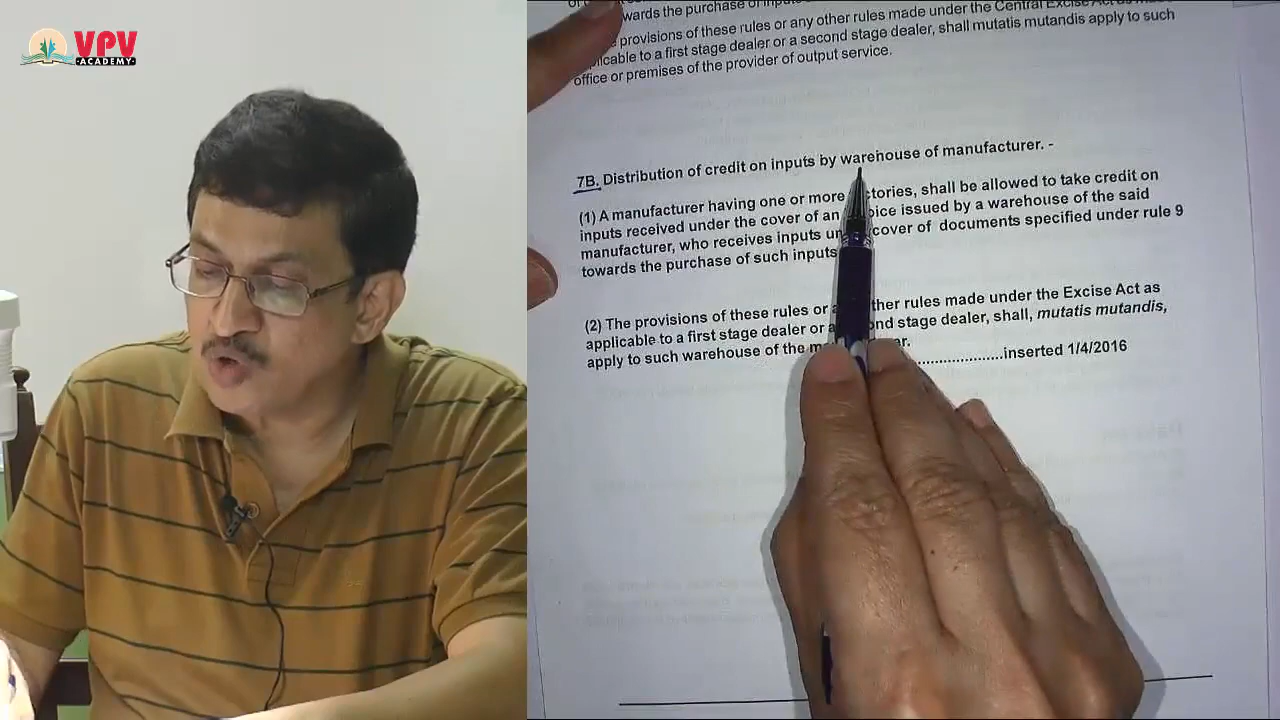 VPV
ACADEMY
wards the purchase of inputs
provisions of these rules or any other rules made under the Central Excise Act as made
applicable to a first stage dealer or a second stage dealer, shall mutatis mutandis apply to such
office or premises of the provider of output service.
7B. Distribution of credit on inputs by warehouse of manufacturer. -
(1) A manufacturer having one or more ctories, shall be allowed to take credit on
inputs received under the cover of an oice issued by a warehouse of the said
manufacturer, who receives inputs un cover of documents specified under rule 9
towards the purchase of such inputs
(2) The provisions of these rules or a ther rules made under the Excise Act as
applicable to a first stage dealer or a ond stage dealer, shall, mutatis mutandis,
apply to such warehouse of the m er.
......................inserted 1/4/2016